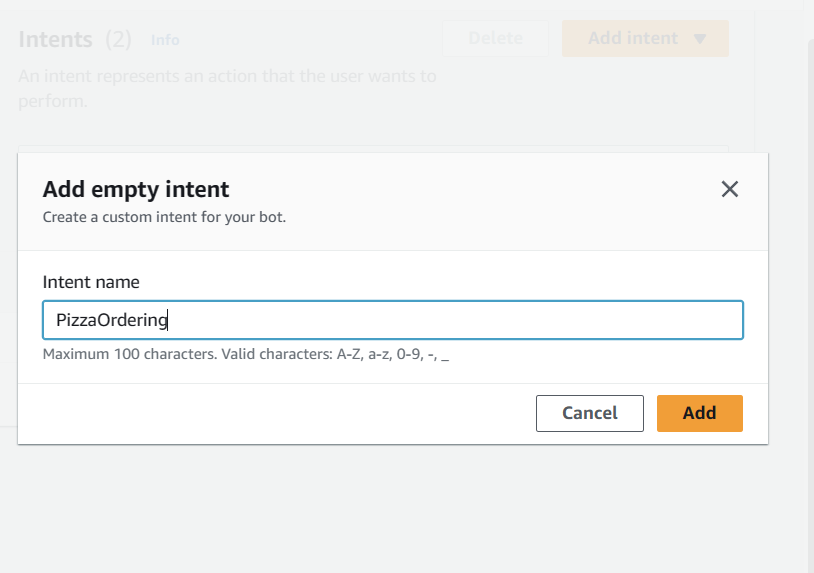 Intents (2) Info Delete Add intent
An intent represents an action that the user wants to
perform.
Add empty intent
Create a custom intent for your bot.
Intent name
PizzaOrdering
Maximum 100 characters. Valid characters: A-Z, a-z, 0-9, -, _
Cancel Add